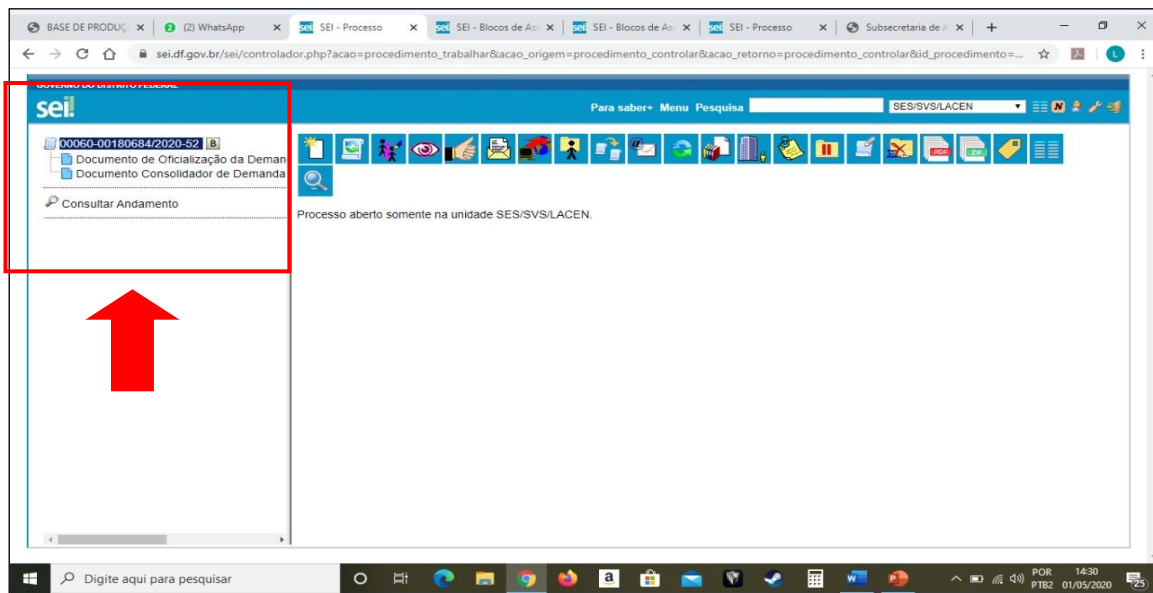 BASE DE PRODUÇ
(2) WhatsApp
SEI - Processo
SEI - Blocos de As
SEI - Blocos de As
SEI - Processo
Subsecretaria de A
sei.df.gov.br/sei/controlador.php?acao=procedimento_trabalhar&acao_origem=procedimento_controlar&acao_retorno=procedimento_controlar&id_procedimento=...
L
GOVERNO DO DISTRITO FEDERAL
sei!
Para saber+ Menu Pesquisa
SES/SVS/LACEN
N
00060-00180684/2020-52 B
Documento de Oficialização da Deman
Documento Consolidador de Demanda
Consultar Andamento
PDF
ZIP
Processo aberto somente na unidade SES/SVS/LACEN.
Digite aqui para pesquisar
a
POR 14:30
PTB2 01/05/2020
25